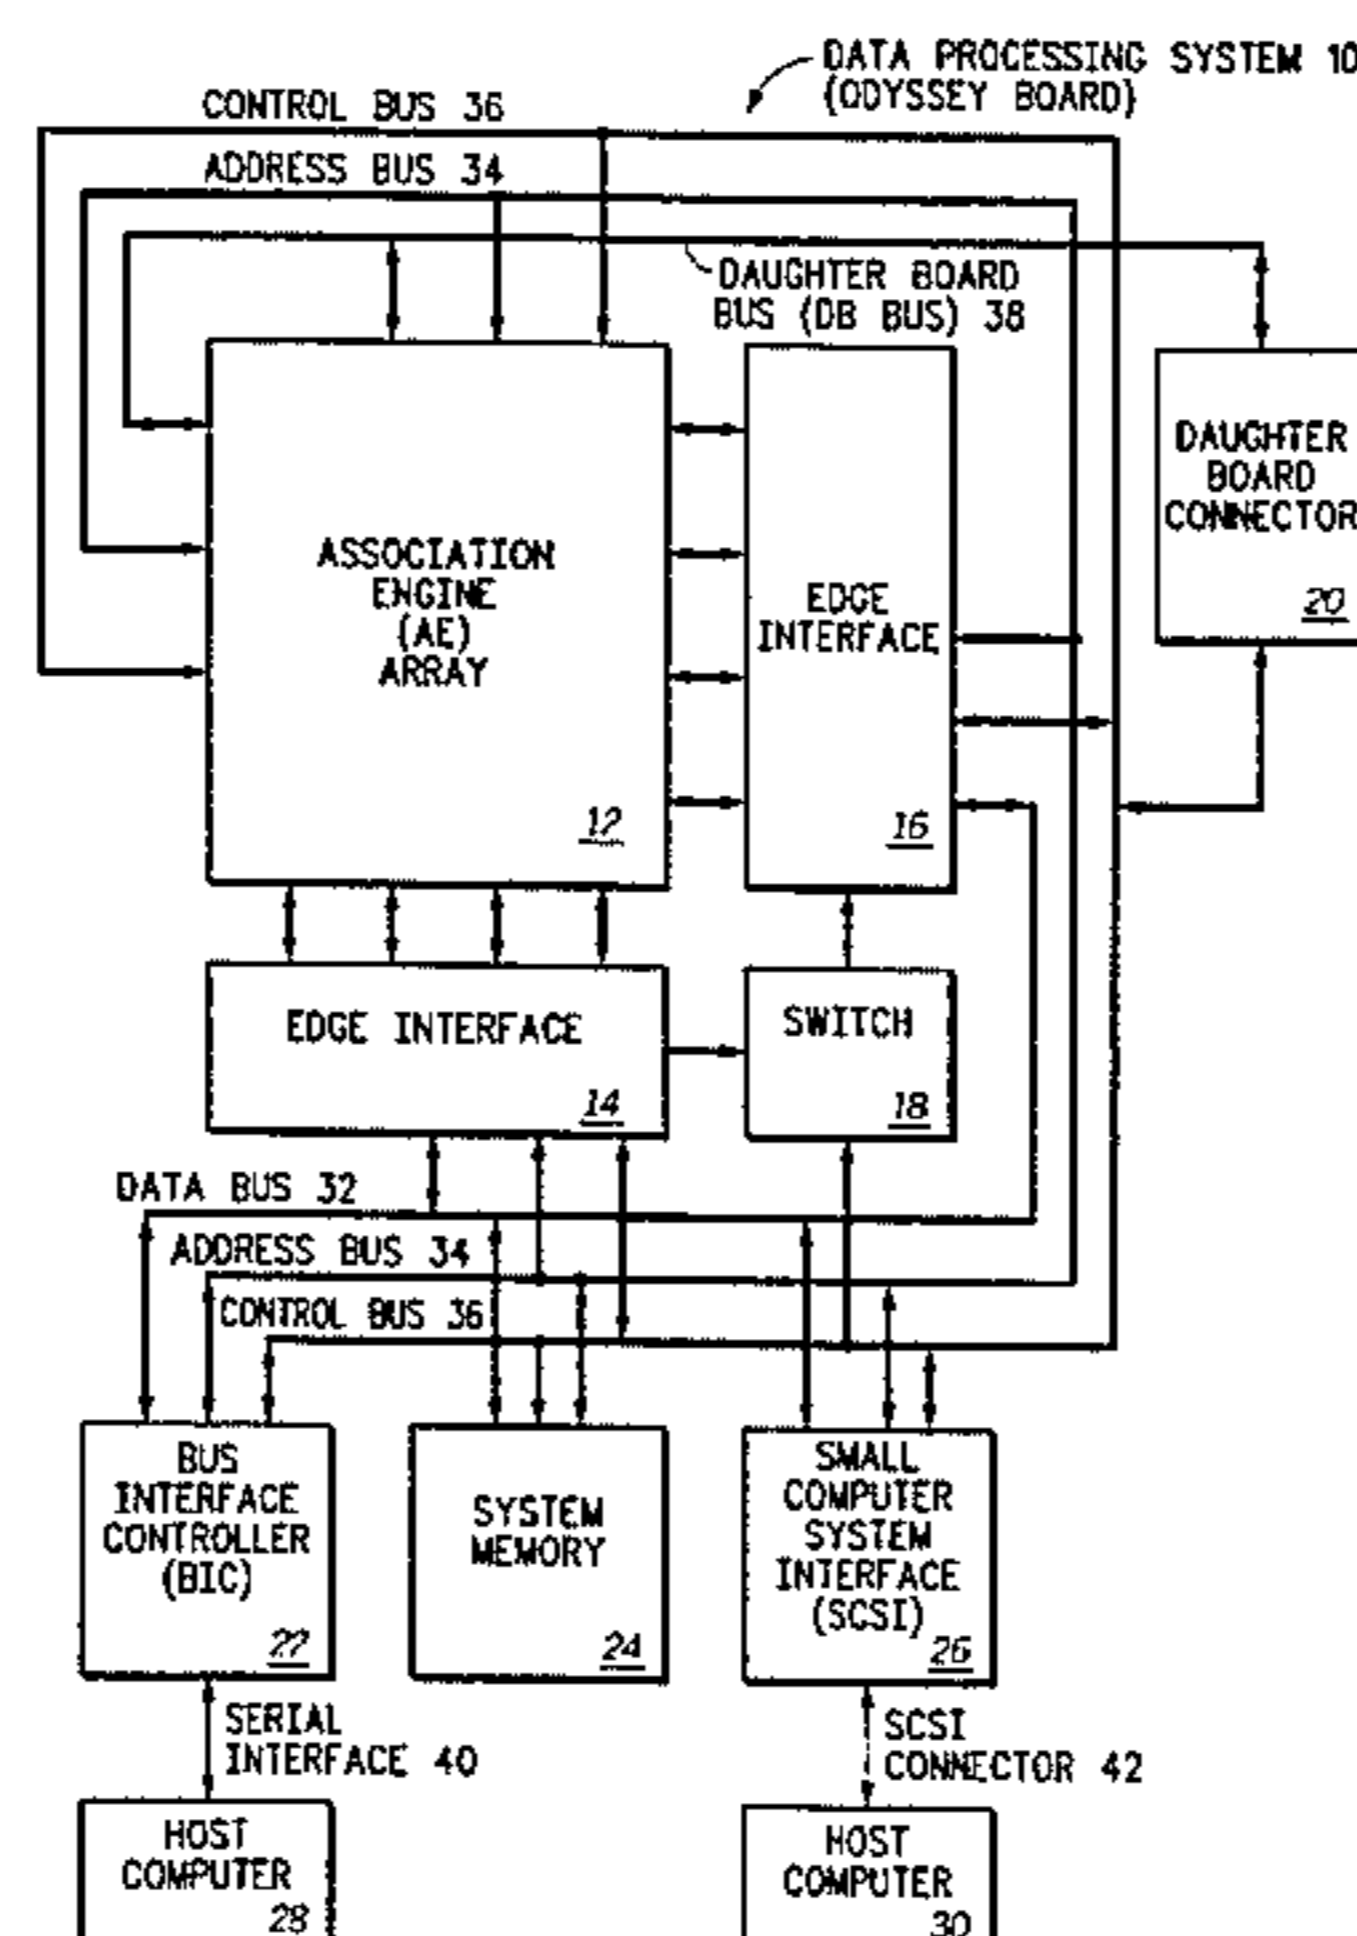 DATA PROCESSING SYSTEM 10
(ODYSSEY BOARD)
CONTROL BUS 36
ADDRESS BUS 34
DAUGHTER BOARD
BUS (DB BUS) 38
ASSOCIATION
ENGINE
(AE)
ARRAY
12
EDGE
INTERFACE
16
DAUGHTER
BOARD
CONNECTOR
20
EDGE INTERFACE
14
SWITCH
18
DATA BUS 32
ADDRESS BUS 34
CONTROL BUS 36
BUS
INTERFACE
CONTROLLER
(BIC)
22
SYSTEM
MEMORY
24
SMALL
COMPUTER
SYSTEM
INTERFACE
(SCSI)
26
SERIAL
INTERFACE 40
SCSI
CONNECTOR 42
HOST
COMPUTER
28
HOST
COMPUTER
30